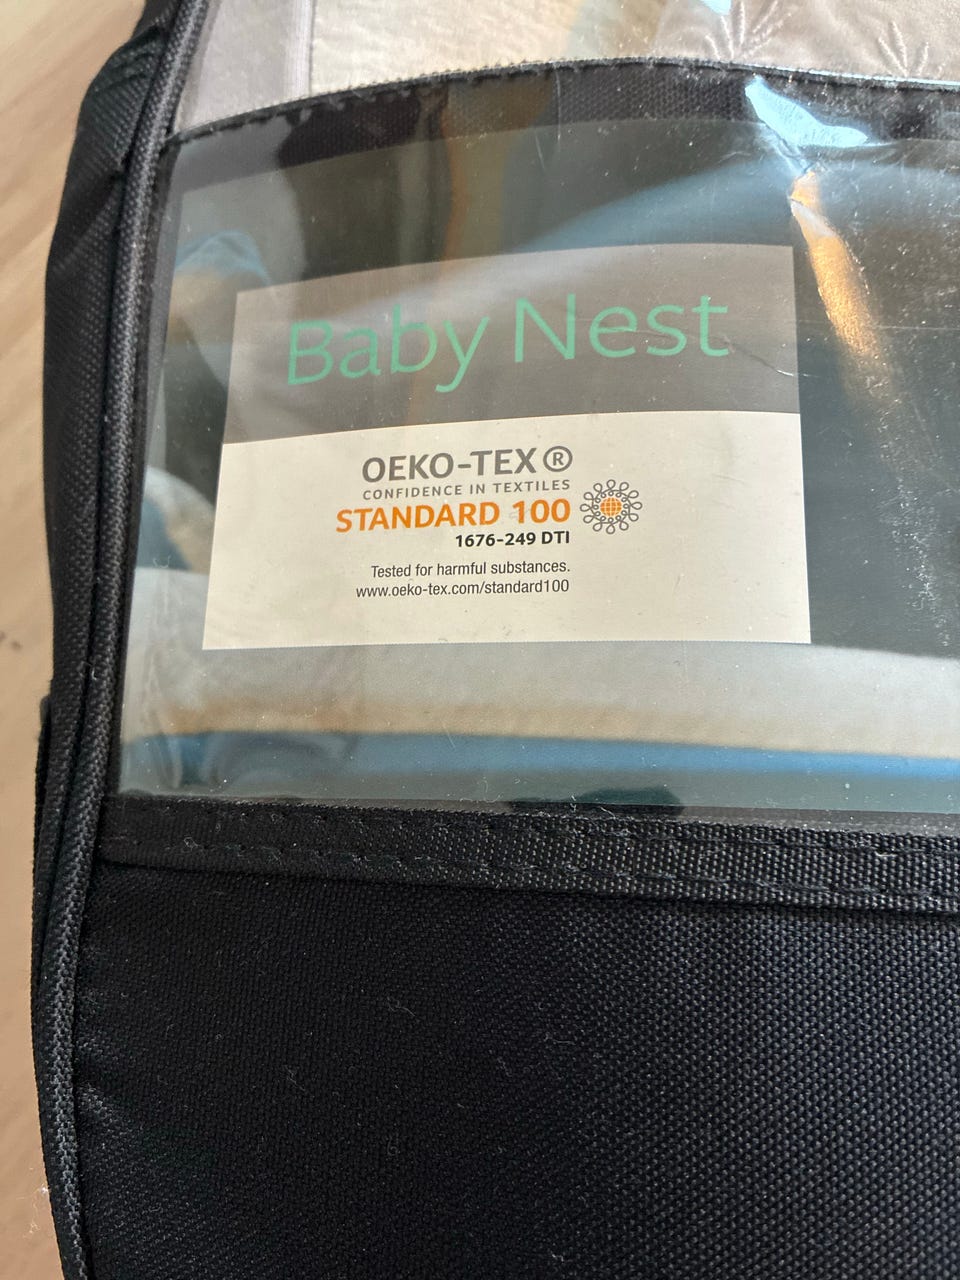 Baby Nest
OEKO-TEX®
CONFIDENCE IN TEXTILES
STANDARD 100
1676-249 DTI
Tested for harmful substances.
www.oeko-tex.com/standard100